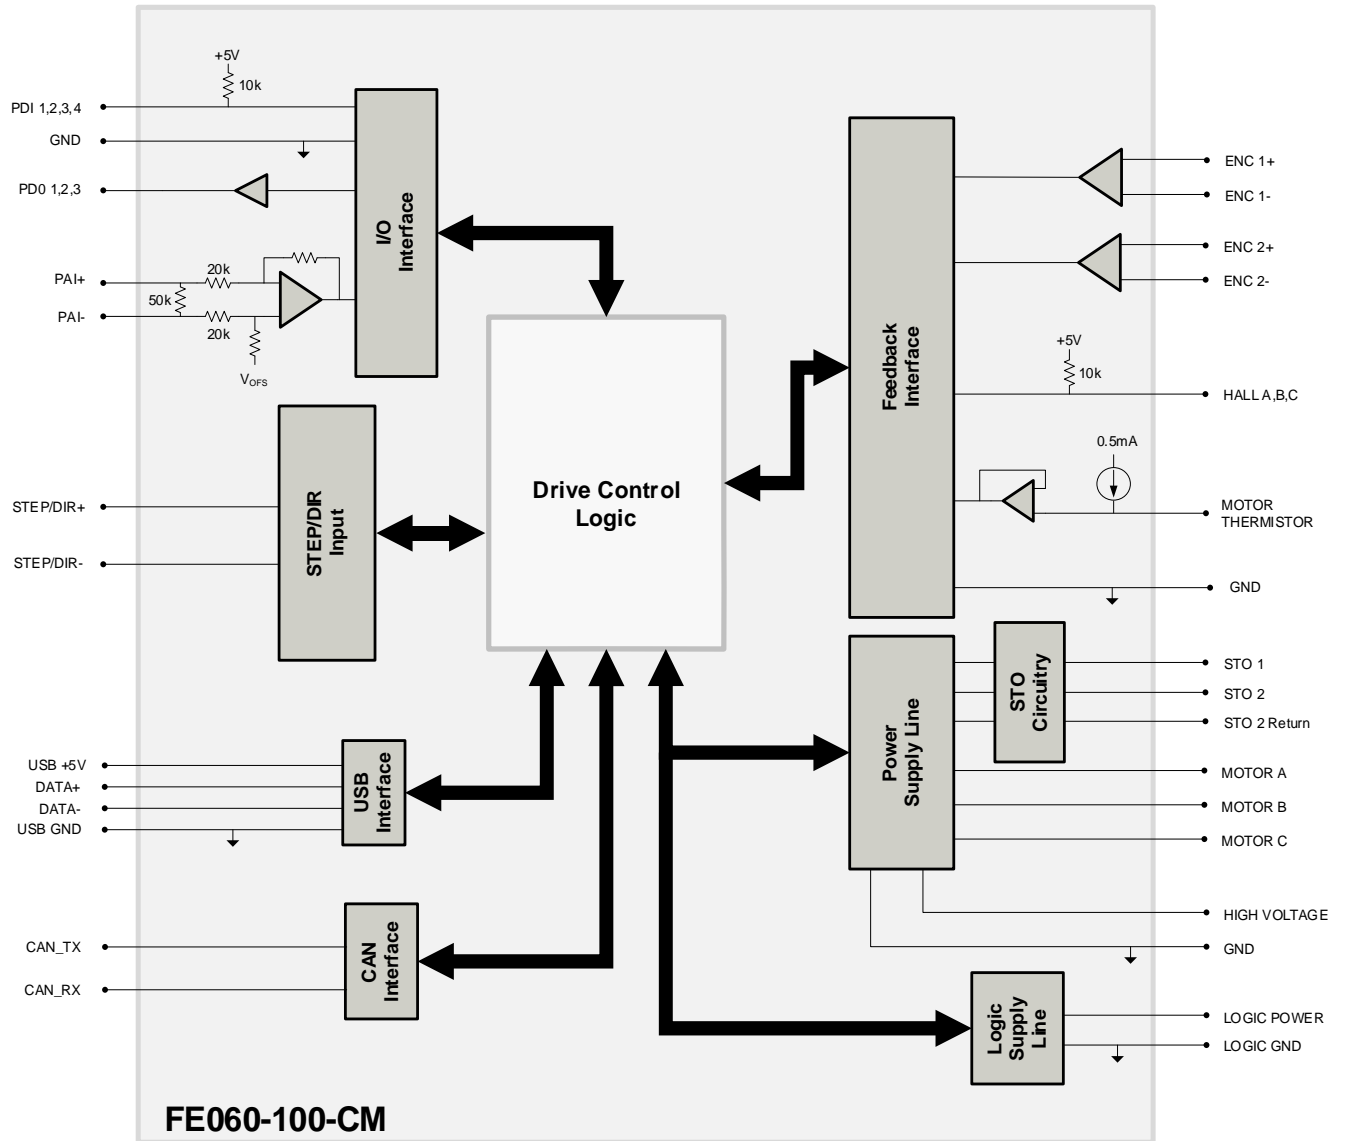 +5V
10k
PDI 1,2,3,4
GND
PD0 1,2,3
PAI+
20k
50k
PAI-
20k
VOFS
I/O
Interface
STEP/DIR+
STEP/DIR-
STEP/DIR
Input
Drive Control
Logic
USB +5V
DATA+
DATA-
USB GND
USB
Interface
CAN_TX
CAN_RX
CAN
Interface
Feedback
Interface
ENC 1+
ENC 1-
ENC 2+
ENC 2-
+5V
10k
HALL A,B,C
0.5mA
MOTOR
THERMISTOR
GND
Power
Supply Line
STO
Circuitry
STO 1
STO 2
STO 2 Return
MOTOR A
MOTOR B
MOTOR C
HIGH VOLTAGE
GND
Logic
Supply
Line
LOGIC POWER
LOGIC GND
FE060-100-CM